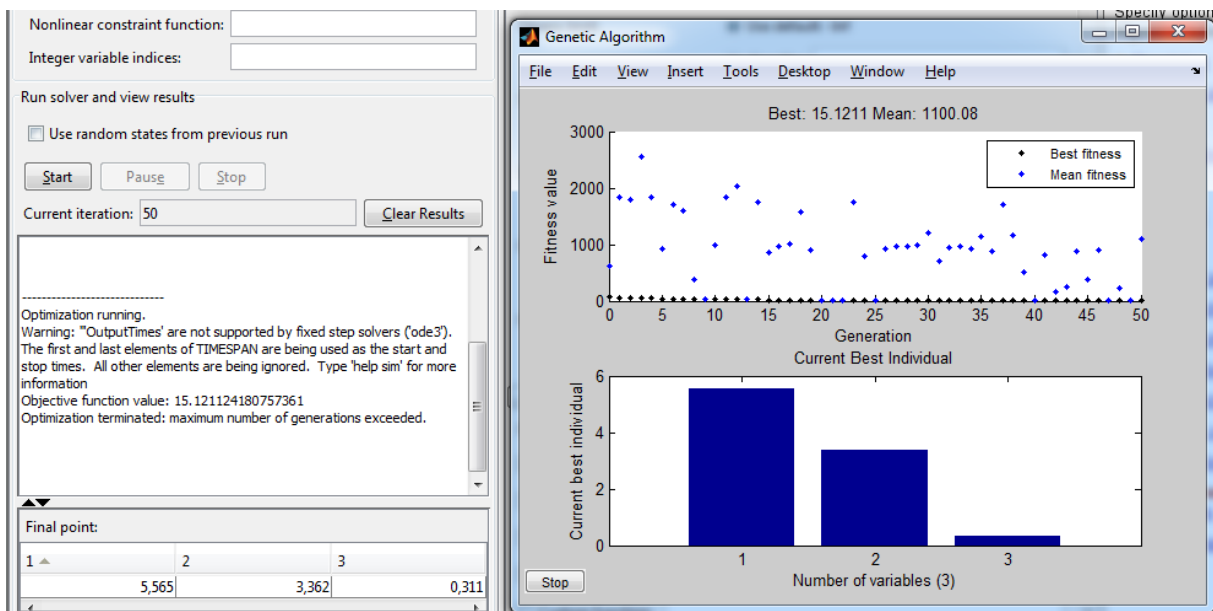 Nonlinear constraint function:
Integer variable indices:
Run solver and view results
Use random states from previous run
Start Pause Stop
Current iteration: 50 Clear Results
------------------------------
Optimization running.
Warning: "'OutputTimes' are not supported by fixed step solvers ('ode3').
The first and last elements of TIMESPAN are being used as the start and
stop times. All other elements are being ignored. Type 'help sim' for more
information
Objective function value: 15.121124180757361
Optimization terminated: maximum number of generations exceeded.
Final point:
1 2 3
5,565 3,362 0,311
Specify option
Genetic Algorithm
File Edit View Insert Tools Desktop Window Help
Best: 15.1211 Mean: 1100.08
3000
2000
1000
0
Fitness value
Best fitness
Mean fitness
0 5 10 15 20 25 30 35 40 45 50
Generation
Current Best Individual
6
4
2
0
Current best individual
1 2 3
Number of variables (3)
Stop